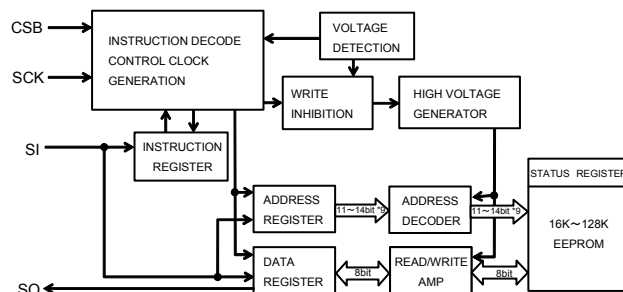 CSB
SCK
SI
SO
INSTRUCTION DECODE
CONTROL CLOCK
GENERATION
VOLTAGE
DETECTION
WRITE
INHIBITION
HIGH VOLTAGE
GENERATOR
INSTRUCTION
REGISTER
STATUS REGISTER
ADDRESS
REGISTER
11～14bit *9
ADDRESS
DECODER
11～14bit *9
16K～128K
EEPROM
DATA
REGISTER
8bit
READ/WRITE
AMP
8bit